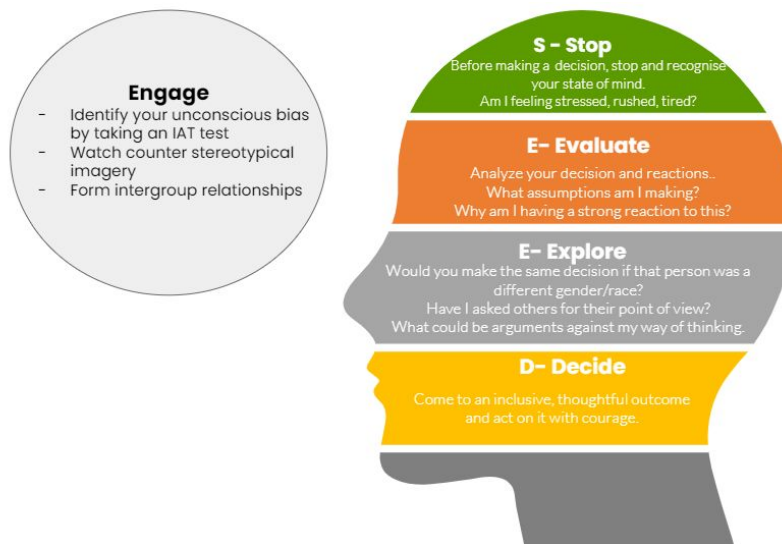 Engage
- Identify your unconscious bias
by taking an IAT test
- Watch counter stereotypical
imagery
- Form intergroup relationships
S - Stop
Before making a decision, stop and recognise
your state of mind.
Am I feeling stressed, rushed, tired?
E- Evaluate
Analyze your decision and reactions..
What assumptions am I making?
Why am I having a strong reaction to this?
E- Explore
Would you make the same decision if that person was a
different gender/race?
Have I asked others for their point of view?
What could be arguments against my way of thinking.
D- Decide
Come to an inclusive, thoughtful outcome
and act on it with courage.